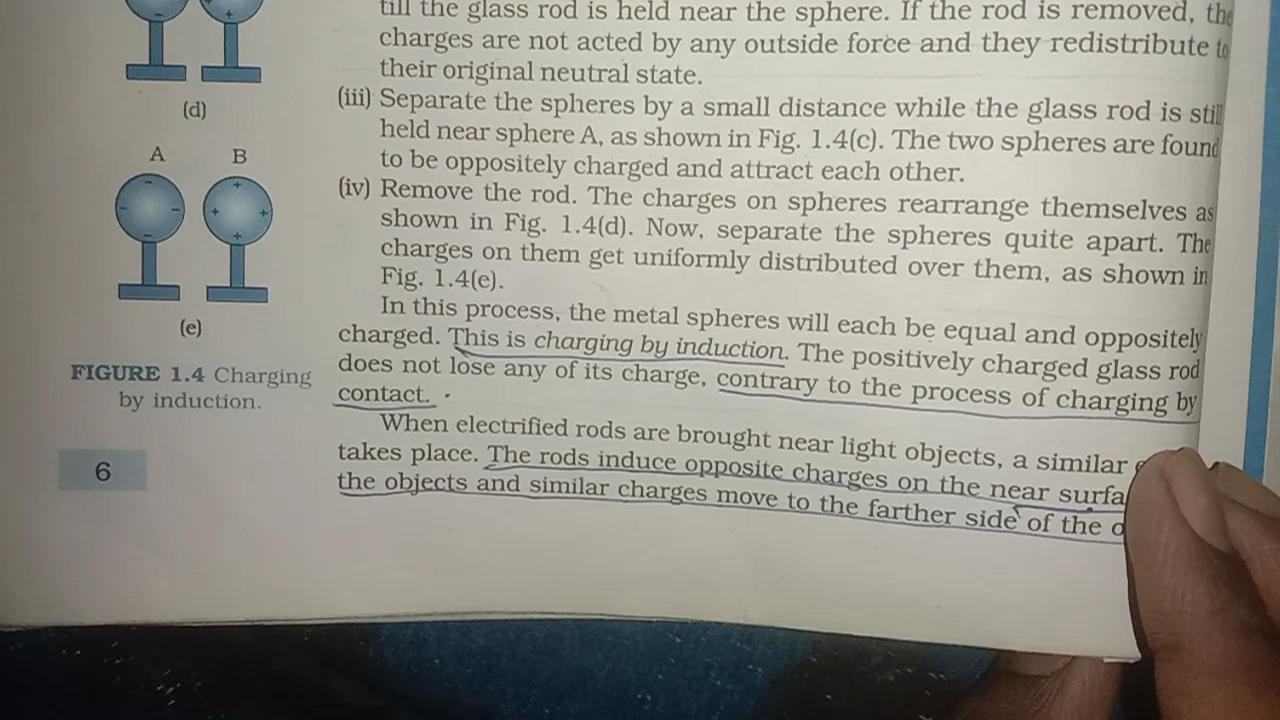 till the glass rod is held near the sphere. If the rod is removed, the
charges are not acted by any outside force and they redistribute to
their original neutral state.
(iii) Separate the spheres by a small distance while the glass rod is still
held near sphere A, as shown in Fig. 1.4(c). The two spheres are found
to be oppositely charged and attract each other.
(iv) Remove the rod. The charges on spheres rearrange themselves as
shown in Fig. 1.4(d). Now, separate the spheres quite apart. The
charges on them get uniformly distributed over them, as shown in
Fig. 1.4(e).
In this process, the metal spheres will each be equal and oppositely
charged. This is charging by induction. The positively charged glass rod
does not lose any of its charge, contrary to the process of charging by
contact.
When electrified rods are brought near light objects, a similar
takes place. The rods induce opposite charges on the near
the objects and similar charges move to the farther side of the
(d)
A B
(e)
FIGURE 1.4 Charging
by induction.
6